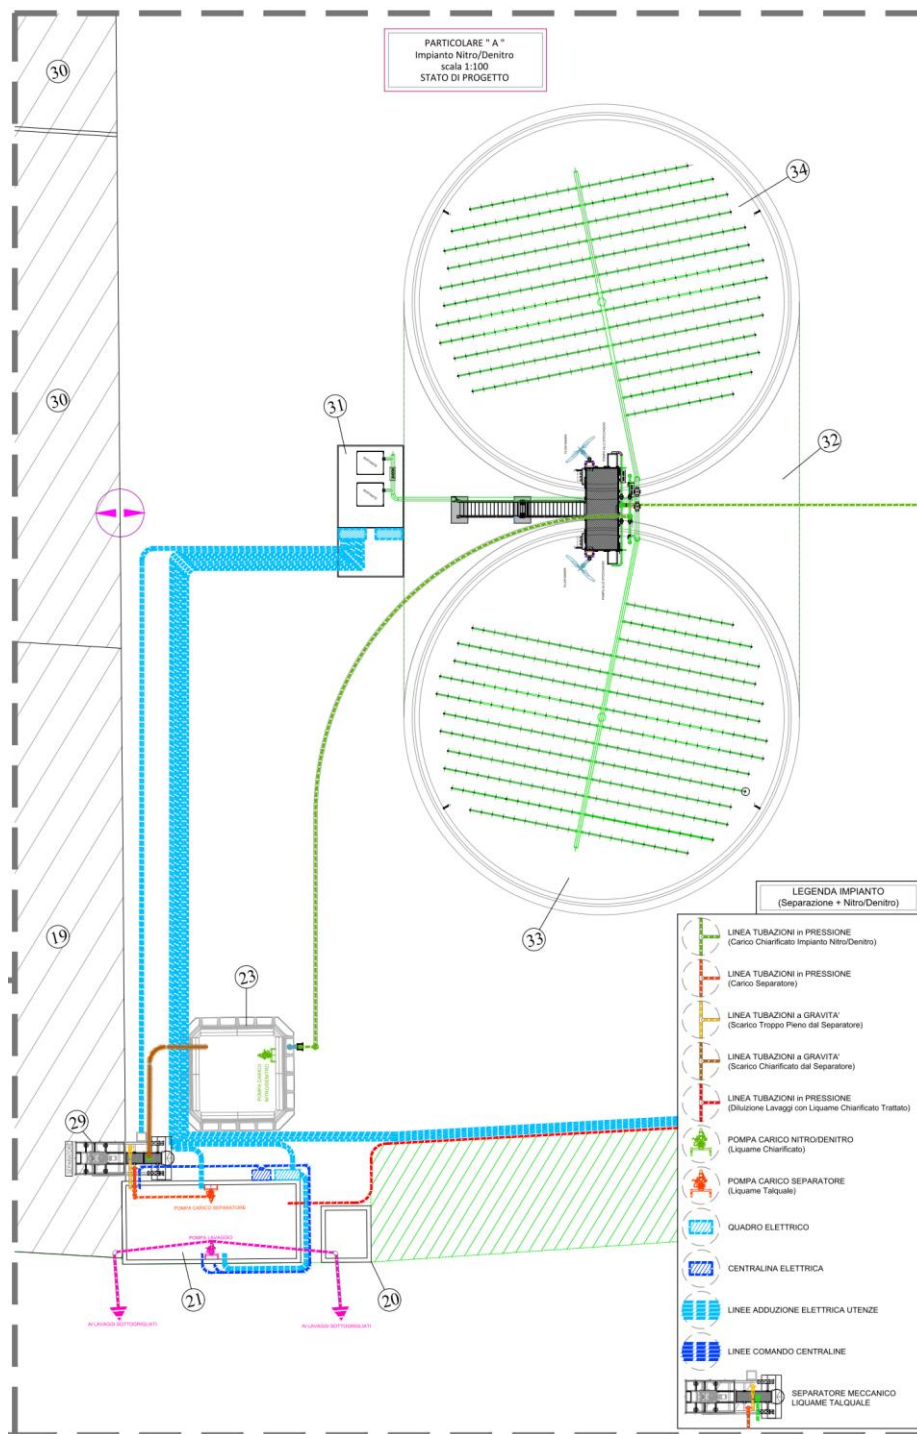 PARTICOLARE " A "
Impianto Nitro/Denitro
scala 1:100
STATO DI PROGETTO
30
34
30
31
32
33
19
23
POMPA CARICO
NITRO/DENITRO
29
POMPA CARICO SEPARATORE
POMPA LAVAGGIO
21
20
AI LAVAGGI SOTTOGRIGLIATI
AI LAVAGGI SOTTOGRIGLIATI
LEGENDA IMPIANTO
(Separazione + Nitro/Denitro)
LINEA TUBAZIONI in PRESSIONE
(Carico Chiarificato Impianto Nitro/Denitro)
LINEA TUBAZIONI in PRESSIONE
(Carico Separatore)
LINEA TUBAZIONI a GRAVITA'
(Scarico Troppo Pieno dal Separatore)
LINEA TUBAZIONI a GRAVITA'
(Scarico Chiarificato dal Separatore)
LINEA TUBAZIONI in PRESSIONE
(Diluizione Lavaggi con Liquame Chiarificato Trattato)
POMPA CARICO NITRO/DENITRO
(Liquame Chiarificato)
POMPA CARICO SEPARATORE
(Liquame Talquale)
QUADRO ELETTRICO
CENTRALINA ELETTRICA
LINEE ADDUZIONE ELETTRICA UTENZE
LINEE COMANDO CENTRALINE
SEPARATORE MECCANICO
LIQUAME TALQUALE